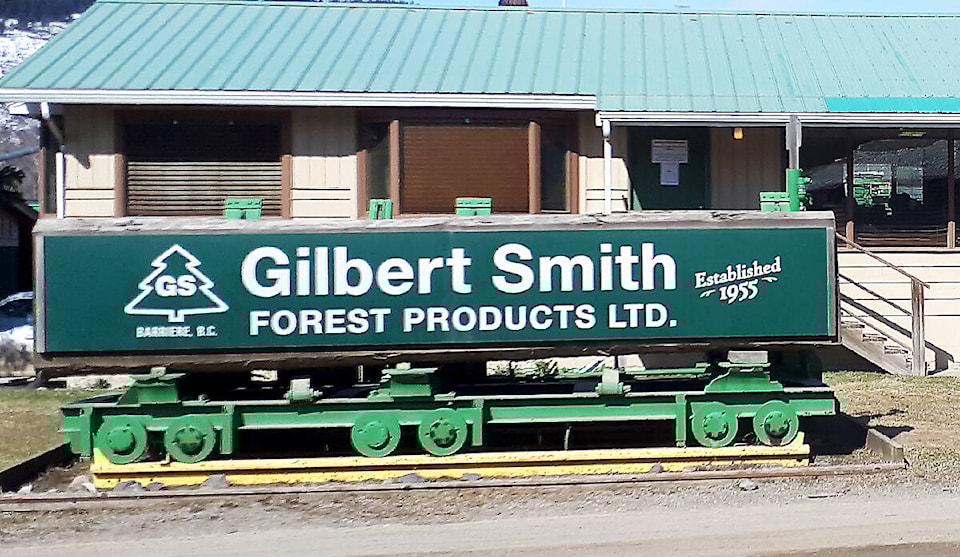 GS
BARRIERE, B.C.
Gilbert Smith
FOREST PRODUCTS LTD.
Established
1955